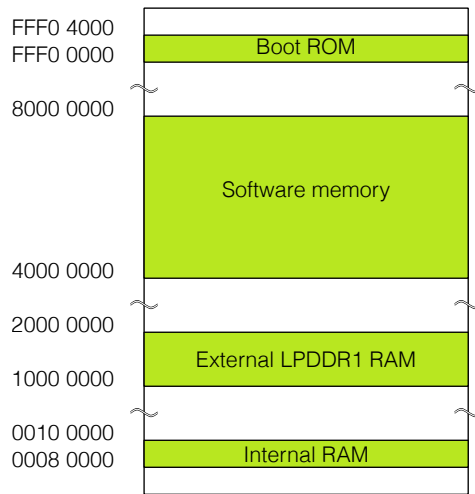 FFF0 4000
FFF0 0000
Boot ROM
8000 0000
Software memory
4000 0000
2000 0000
External LPDDR1 RAM
1000 0000
0010 0000
0008 0000
Internal RAM